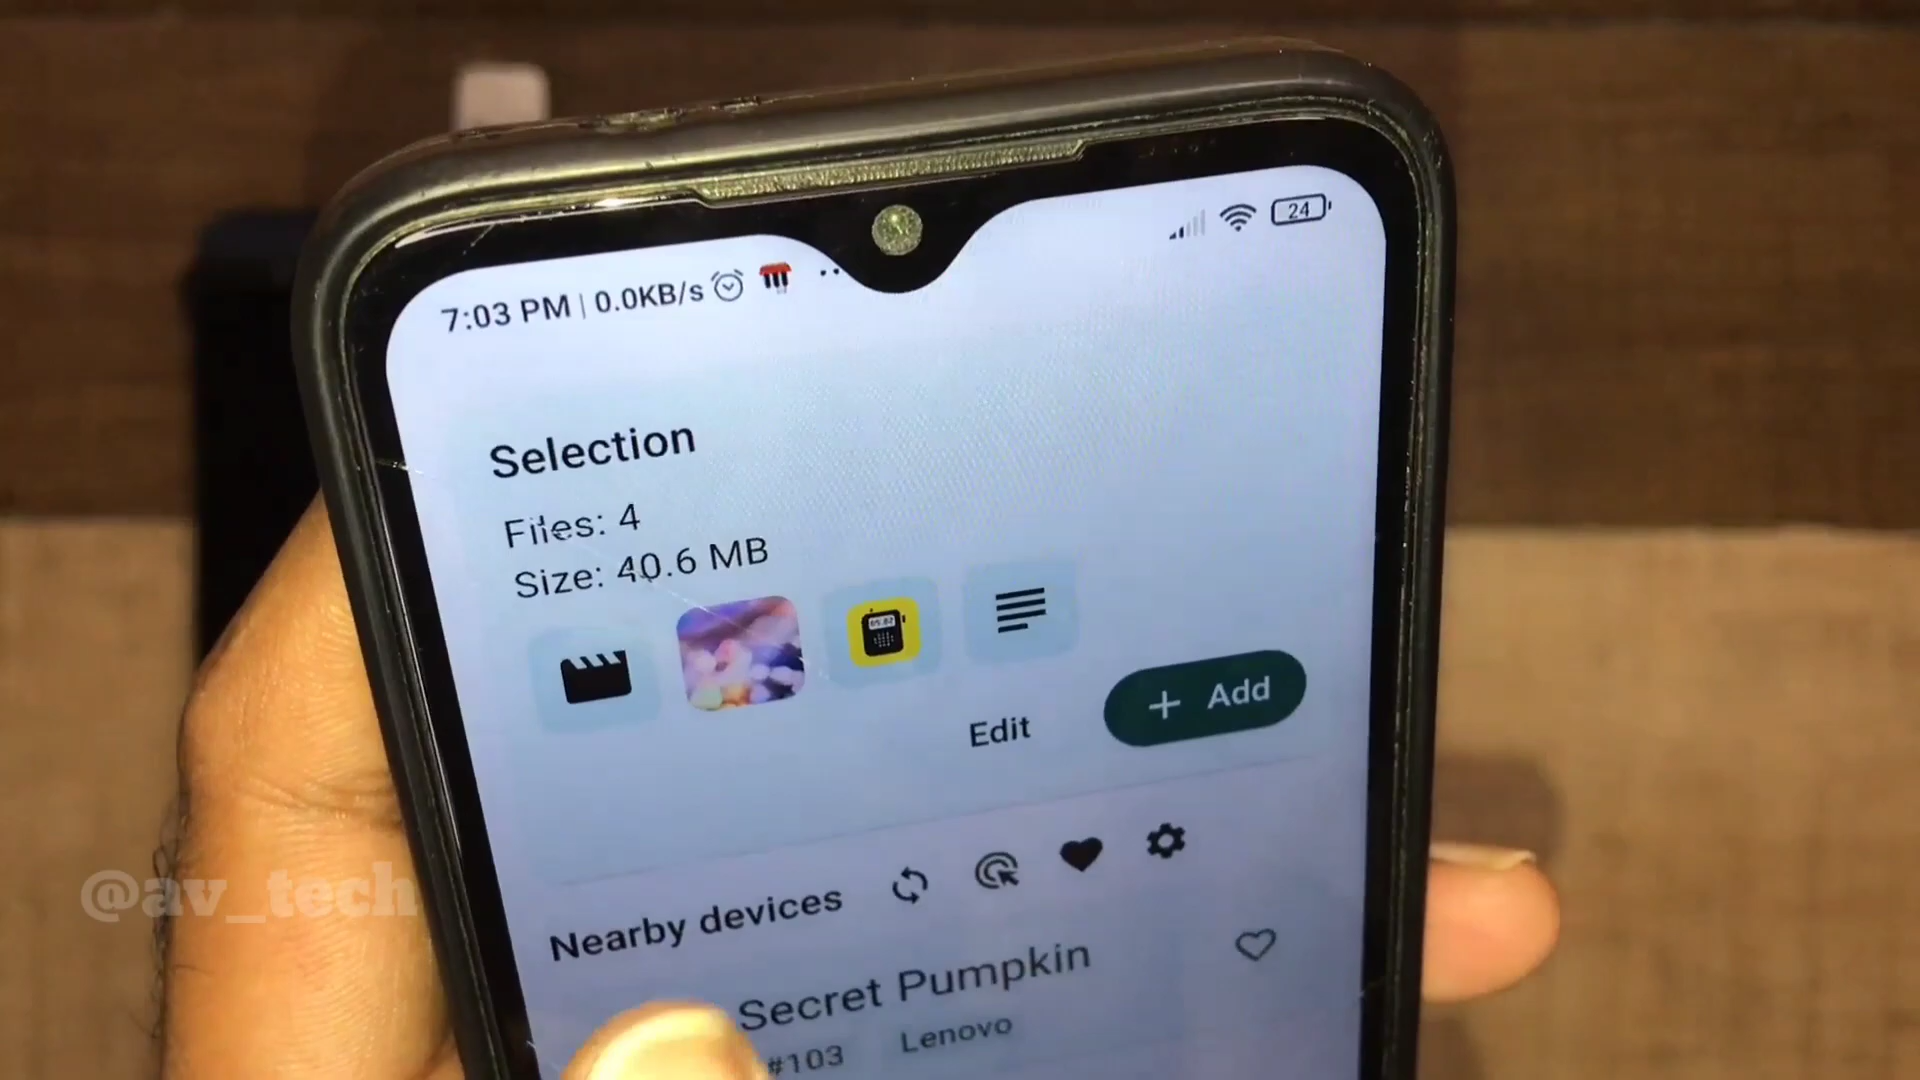 7:03 PM | 0.0KB/s
24
Selection
Files: 4
Size: 40.6 MB
Edit
+ Add
Nearby devices
Secret Pumpkin
#103 Lenovo
@av_tech